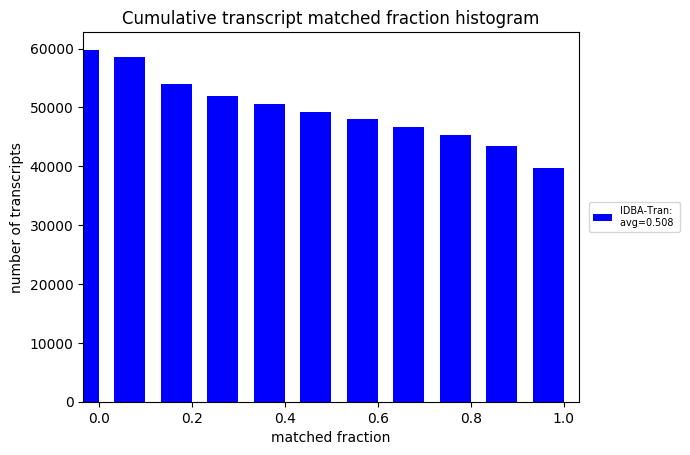 Cumulative transcript matched fraction histogram
number of transcripts
60000
50000
40000
30000
20000
10000
0
0.0 0.2 0.4 0.6 0.8 1.0
matched fraction
IDBA-Tran:
avg=0.508